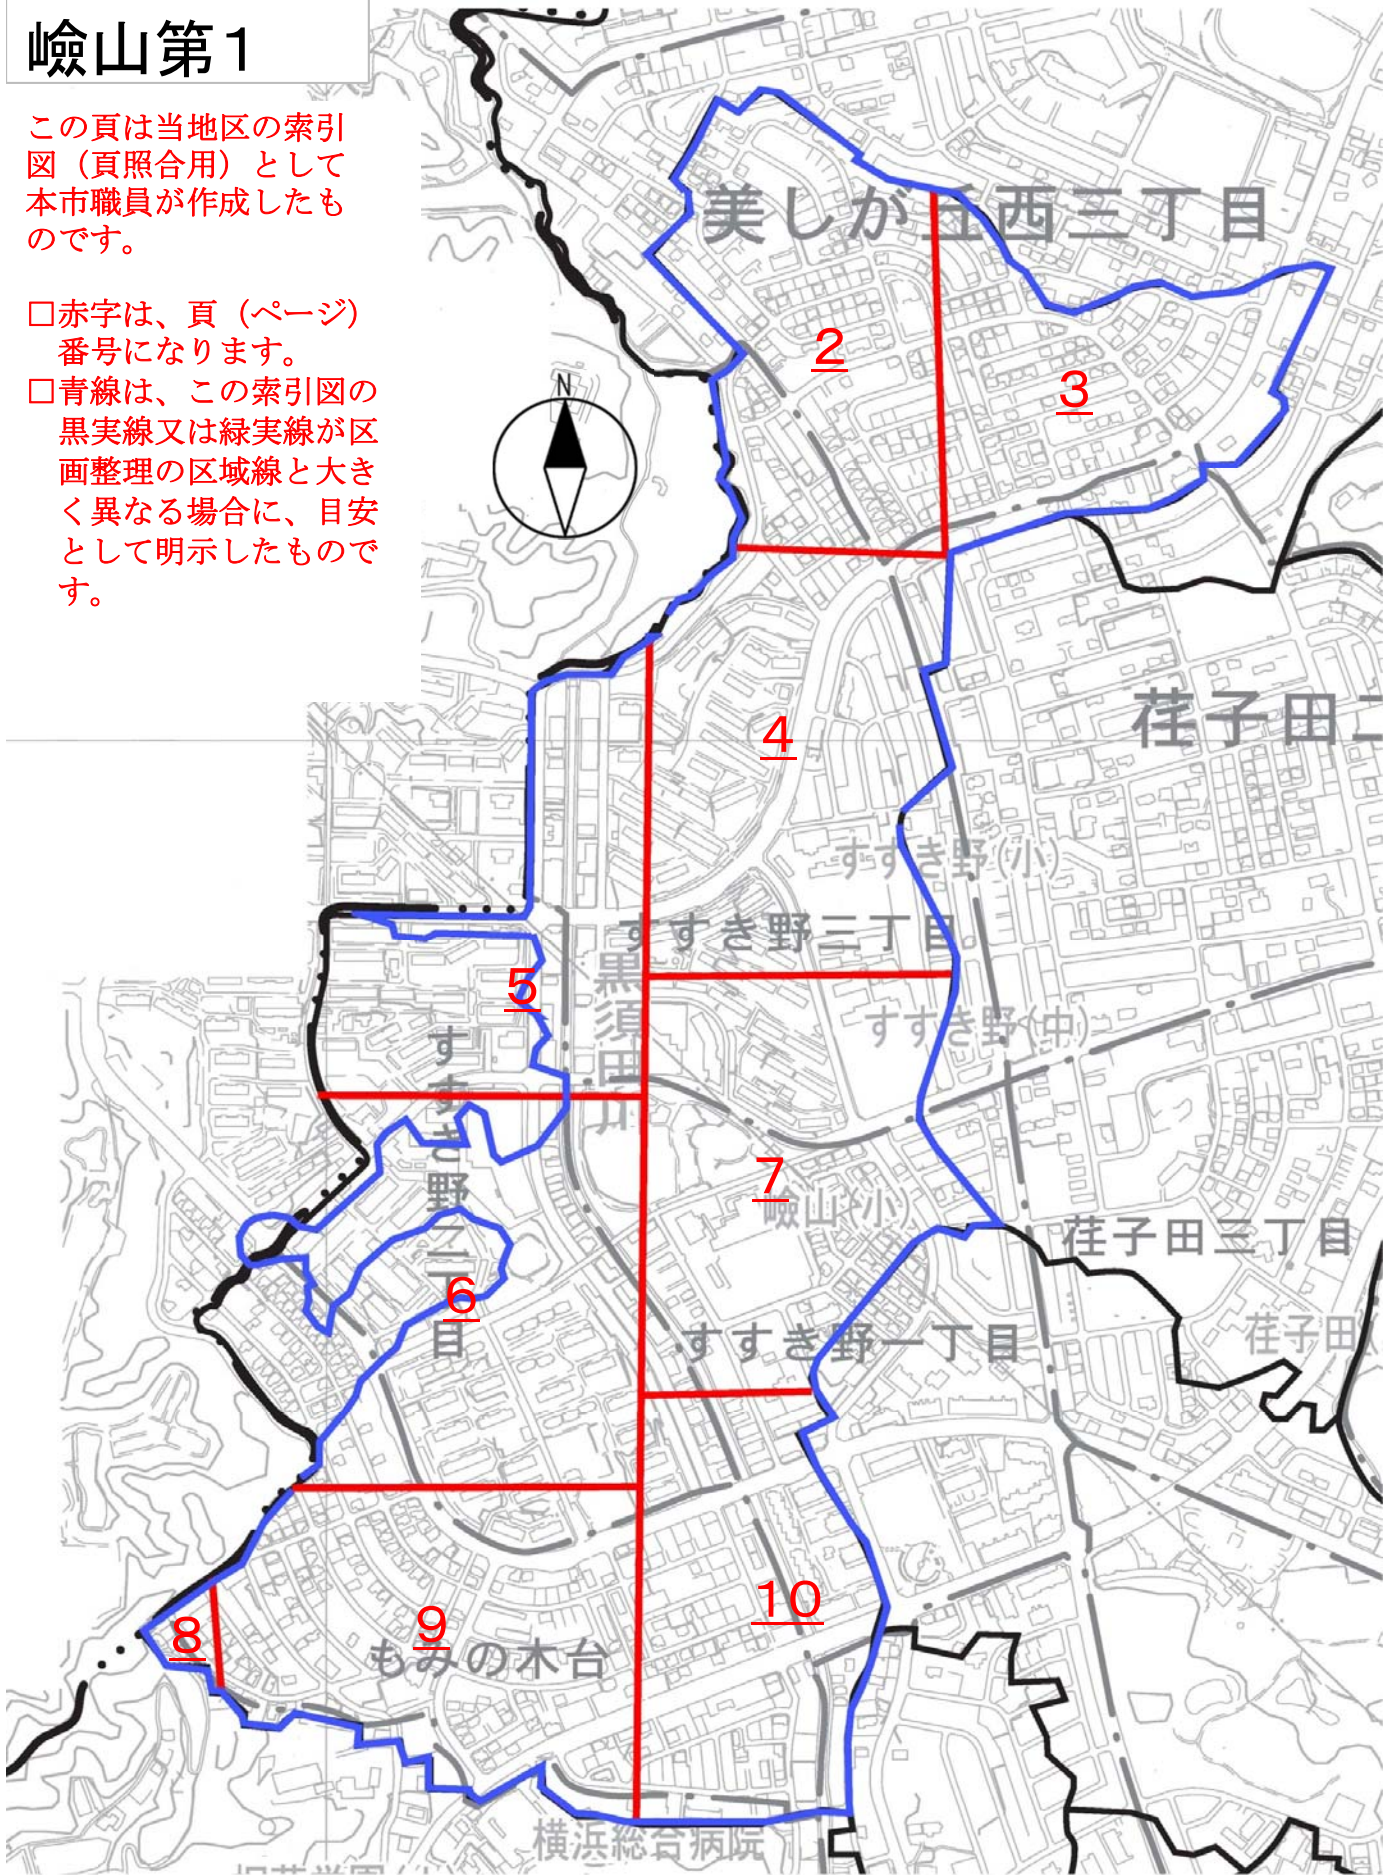 嶮山第1
この頁は当地区の索引
図（頁照合用）として
本市職員が作成したも
のです。
□赤字は、頁（ページ）
番号になります。
□青線は、この索引図の
黒実線又は緑実線が区
画整理の区域線と大き
く異なる場合に、目安
として明示したもので
す。
美しが丘西三丁目
2
3
N
4
荏子田二
すすき野(小)
すすき野三丁目
5
黒須田川
すすき野(中)
すすき野二丁目
7
嶮山(小)
荏子田三丁目
6
すすき野一丁目
荏子田
10
8
9
もみの木台
横浜総合病院